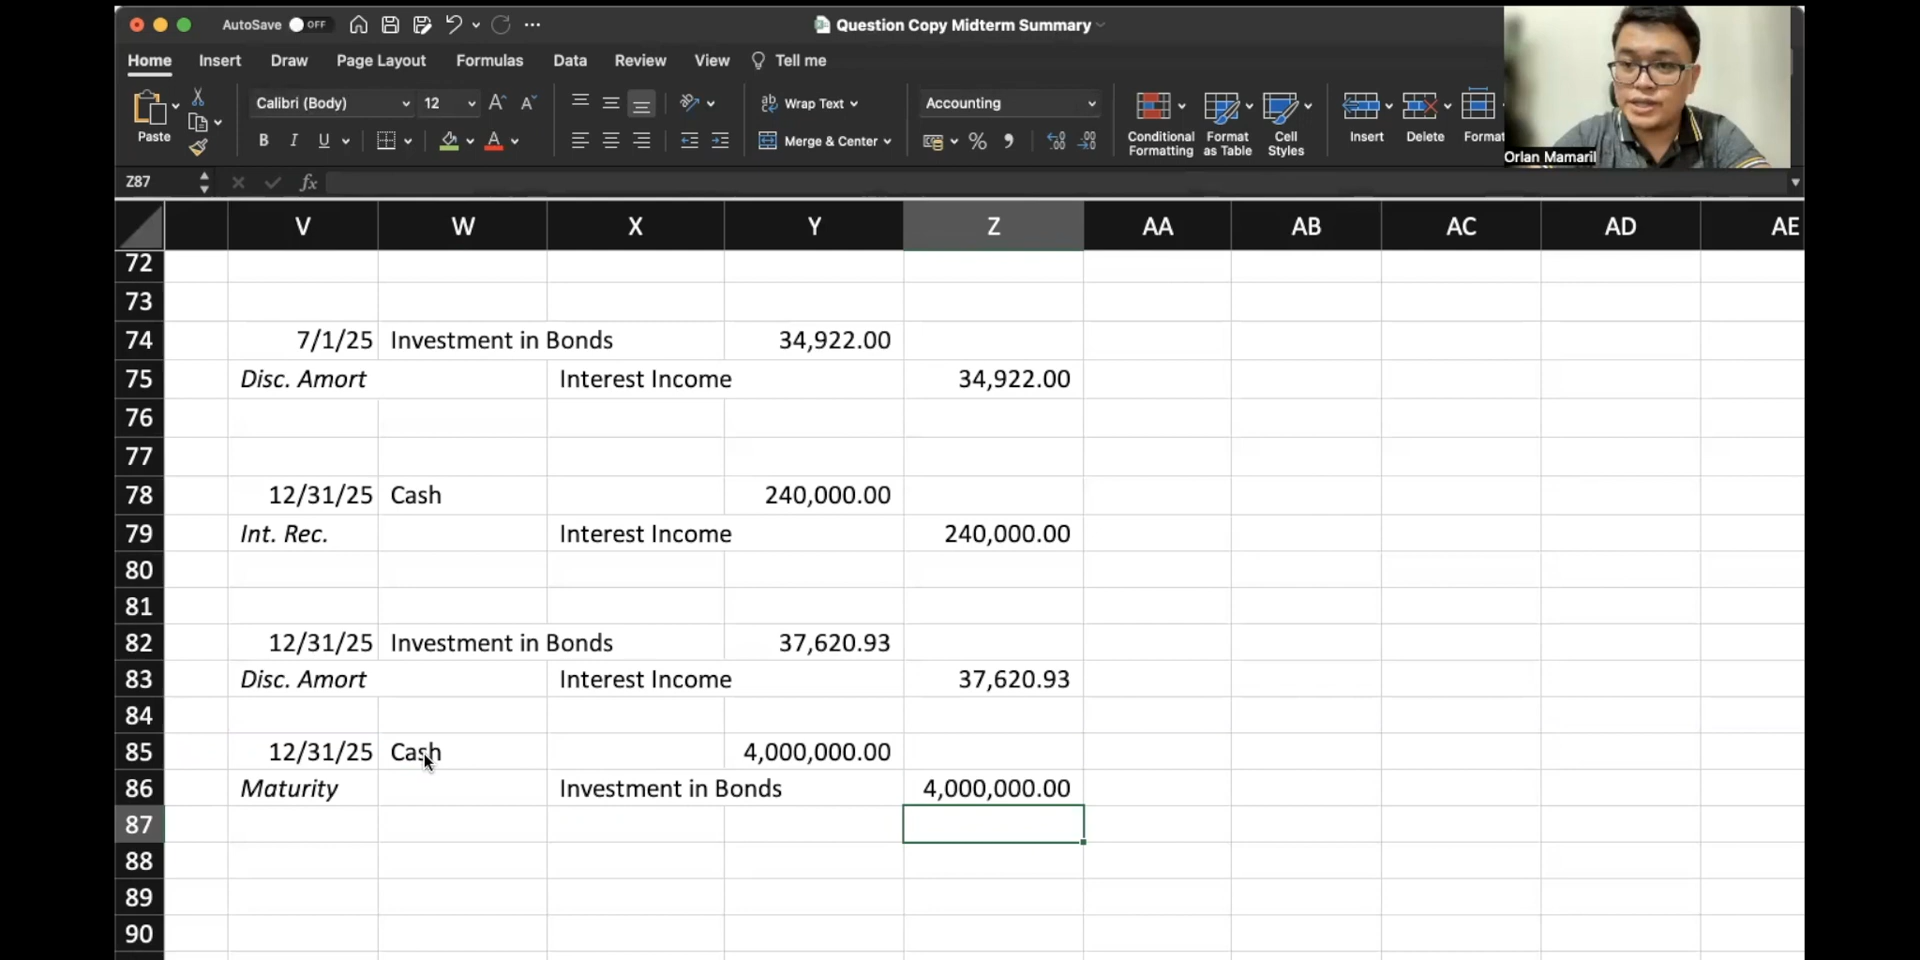 AutoSave OFF Question Copy Midterm Summary
Home Insert Draw Page Layout Formulas Data Review View Tell me
Calibri (Body) 12 A^ A˅ Wrap Text Accounting
Paste B I U A Merge & Center % Conditional Formatting Format as Table Cell Styles Insert Delete Format
Orlan Mamaril
Z87 fx
V W X Y Z AA AB AC AD AE
72
73
74 7/1/25 Investment in Bonds 34,922.00
75 Disc. Amort Interest Income 34,922.00
76
77
78 12/31/25 Cash 240,000.00
79 Int. Rec. Interest Income 240,000.00
80
81
82 12/31/25 Investment in Bonds 37,620.93
83 Disc. Amort Interest Income 37,620.93
84
85 12/31/25 Cash 4,000,000.00
86 Maturity Investment in Bonds 4,000,000.00
87
88
89
90